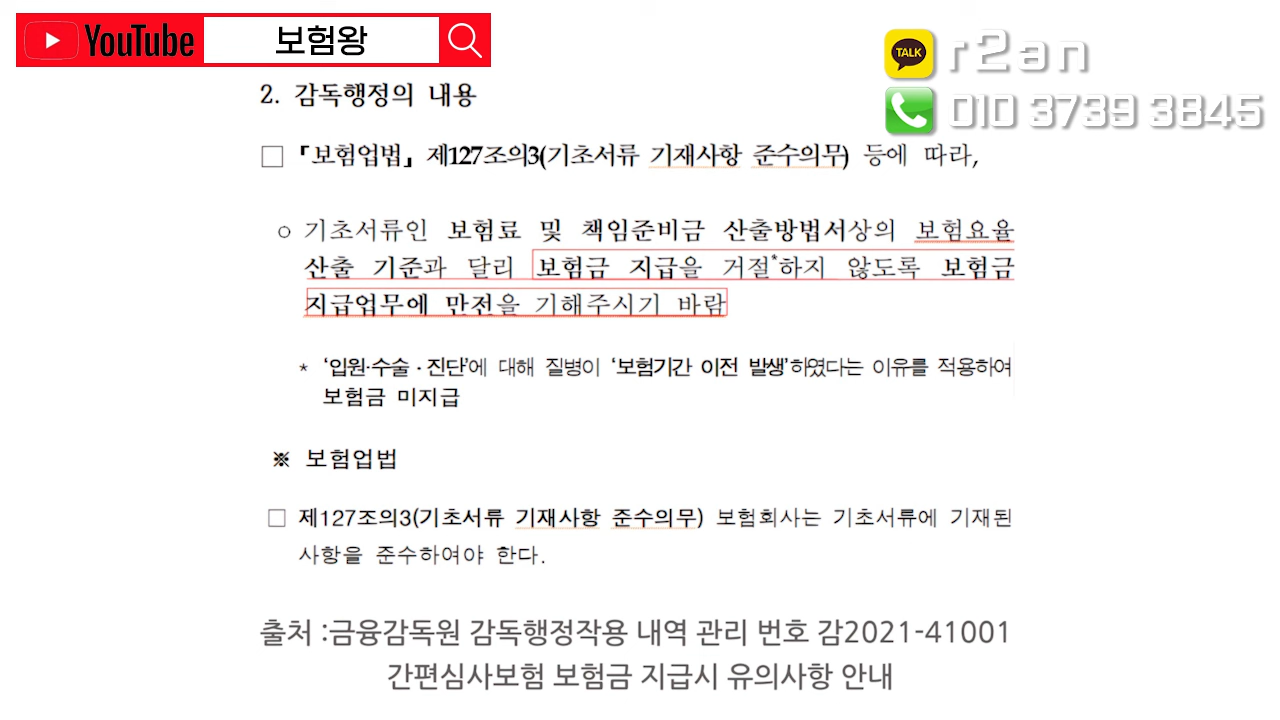 YouTube 보험왕
TALK r2an
010 3739 3845
2. 감독행정의 내용
□ 「보험업법」 제127조의3(기초서류 기재사항 준수의무) 등에 따라,
○ 기초서류인 보험료 및 책임준비금 산출방법서상의 보험요율
산출 기준과 달리 보험금 지급을 거절*하지 않도록 보험금
지급업무에 만전을 기해주시기 바람
* ‘입원·수술·진단’에 대해 질병이 ‘보험기간 이전 발생’하였다는 이유를 적용하여
보험금 미지급
※ 보험업법
□ 제127조의3(기초서류 기재사항 준수의무) 보험회사는 기초서류에 기재된
사항을 준수하여야 한다.
출처 :금융감독원 감독행정작용 내역 관리 번호 감2021-41001
간편심사보험 보험금 지급시 유의사항 안내